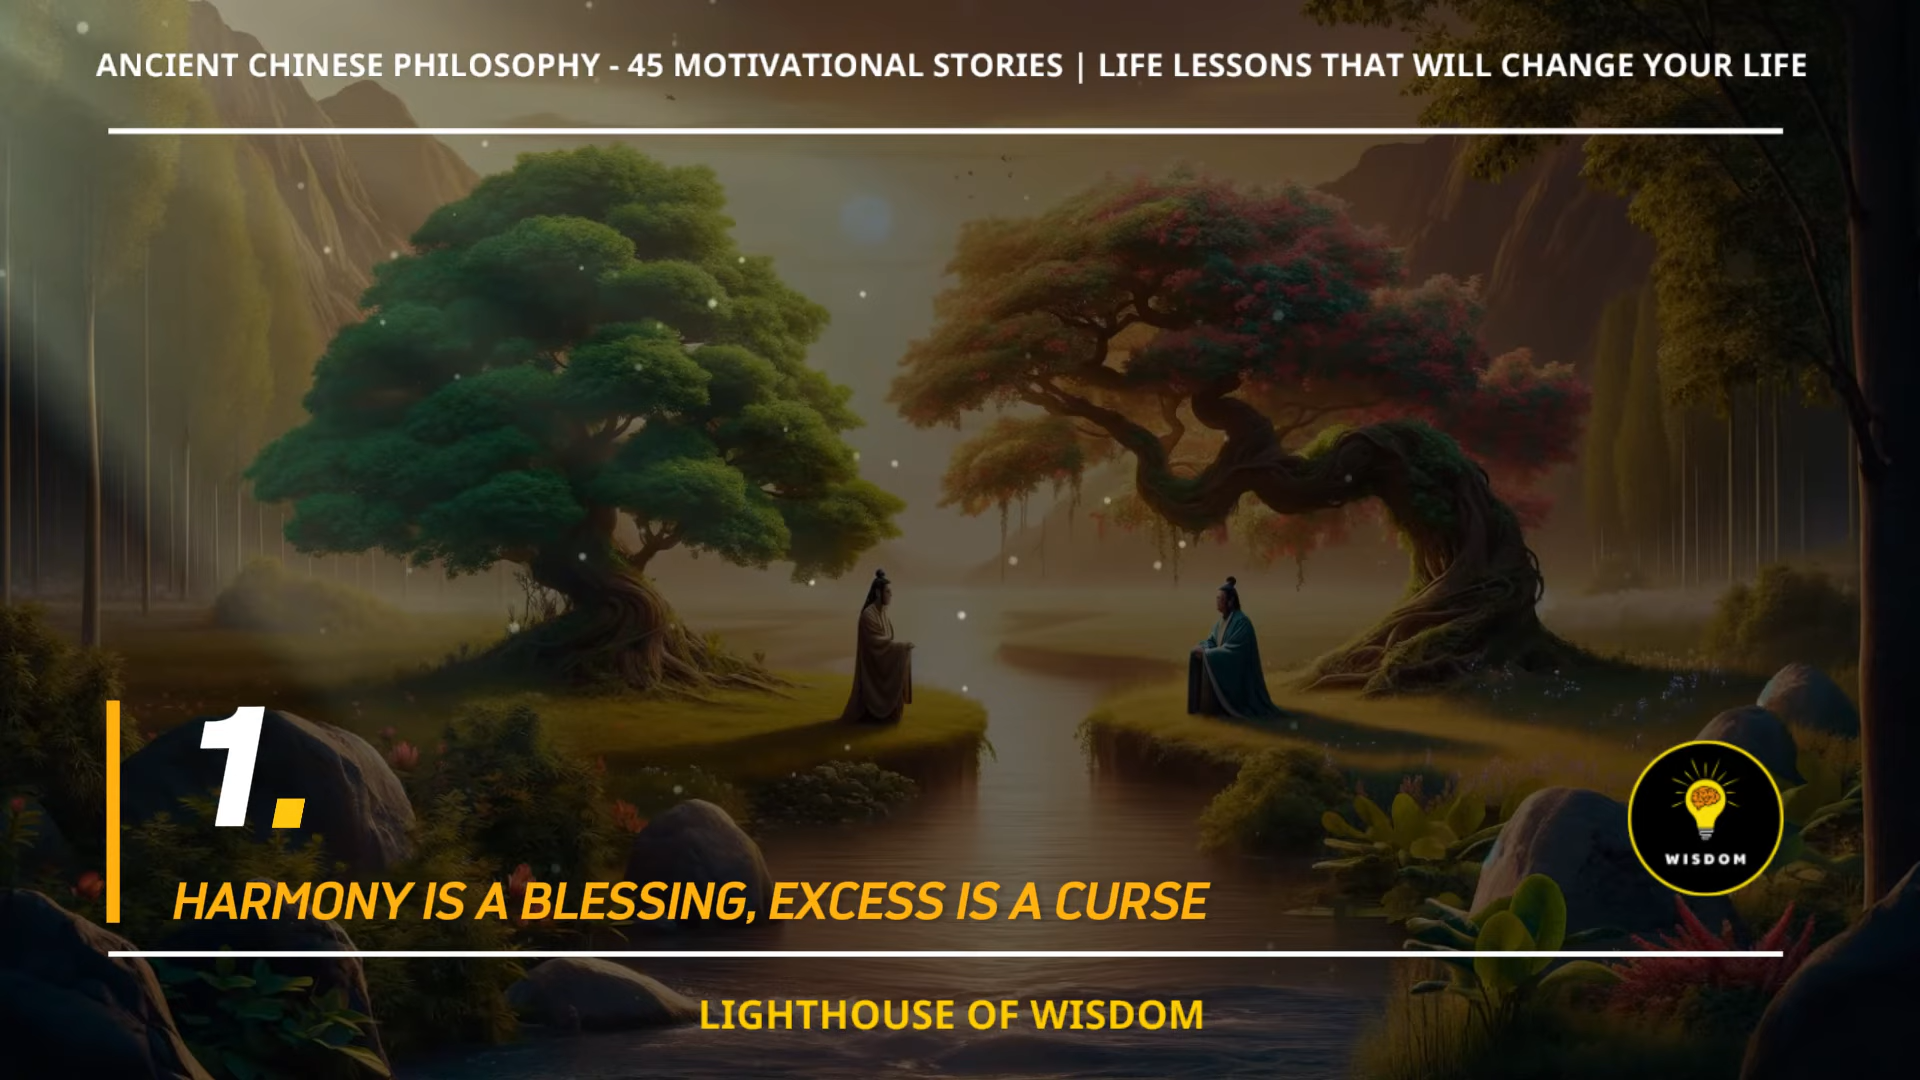 ANCIENT CHINESE PHILOSOPHY - 45 MOTIVATIONAL STORIES | LIFE LESSONS THAT WILL CHANGE YOUR LIFE
1.
HARMONY IS A BLESSING, EXCESS IS A CURSE
WISDOM
LIGHTHOUSE OF WISDOM